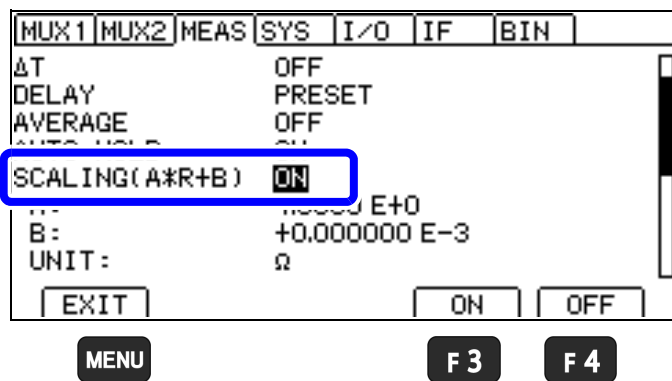 MUX1 MUX2 MEAS SYS I/O IF BIN
ΔT OFF
DELAY PRESET
AVERAGE OFF
SCALING(A*R+B) ON
E+0
B: +0.000000 E-3
UNIT: Ω
EXIT ON OFF
MENU F3 F4